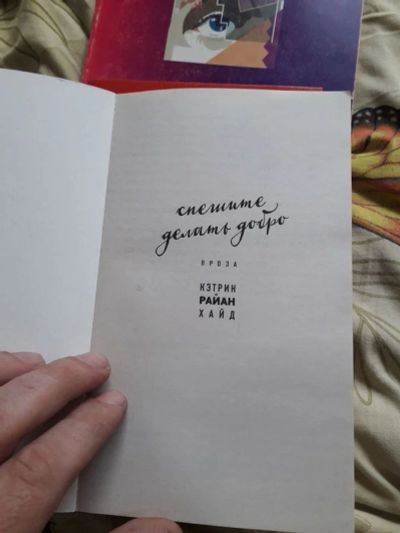 спешите
делать добро
ПРОЗА
КЭТРИН
РАЙАН
ХАЙД